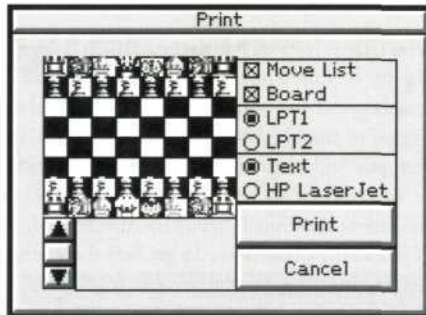 Print
Move List
Board
LPT1
LPT2
Text
HP LaserJet
Print
Cancel